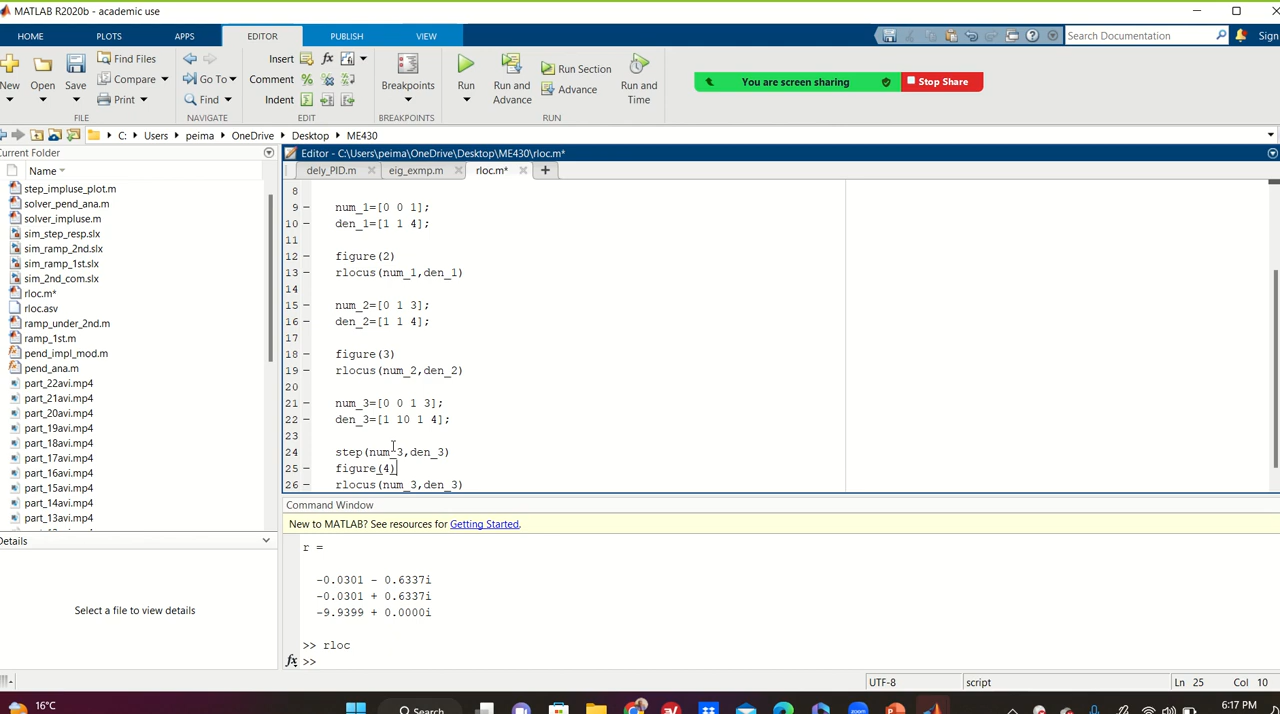 MATLAB R2020b - academic use
HOME PLOTS APPS EDITOR PUBLISH VIEW
Search Documentation
Sign
New Open Save
Find Files
Compare
Print
FILE
Go To
Find
NAVIGATE
Insert
Comment
Indent
EDIT
Breakpoints
BREAKPOINTS
Run
Run and
Advance
Run Section
Advance
Run and
Time
RUN
You are screen sharing
Stop Share
C: Users peima OneDrive Desktop ME430
Current Folder
Name
step_impluse_plot.m
solver_pend_ana.m
solver_impluse.m
sim_step_resp.slx
sim_ramp_2nd.slx
sim_ramp_1st.slx
sim_2nd_com.slx
rloc.m*
rloc.asv
ramp_under_2nd.m
ramp_1st.m
pend_impl_mod.m
pend_ana.m
part_22avi.mp4
part_21avi.mp4
part_20avi.mp4
part_19avi.mp4
part_18avi.mp4
part_17avi.mp4
part_16avi.mp4
part_15avi.mp4
part_14avi.mp4
part_13avi.mp4
Details
Select a file to view details
Editor - C:\Users\peima\OneDrive\Desktop\ME430\rloc.m*
dely_PID.m eig_exmp.m rloc.m*
8
9 - num_1=[0 0 1];
10 - den_1=[1 1 4];
11
12 - figure(2)
13 - rlocus(num_1,den_1)
14
15 - num_2=[0 1 3];
16 - den_2=[1 1 4];
17
18 - figure(3)
19 - rlocus(num_2,den_2)
20
21 - num_3=[0 0 1 3];
22 - den_3=[1 10 1 4];
23
24 - step(num_3,den_3)
25 - figure(4)
26 - rlocus(num_3,den_3)
Command Window
New to MATLAB? See resources for Getting Started.
r =
-0.0301 - 0.6337i
-0.0301 + 0.6337i
-9.9399 + 0.0000i
>> rloc
fx >>
UTF-8 script Ln 25 Col 10
16°C
Search
6:17 PM